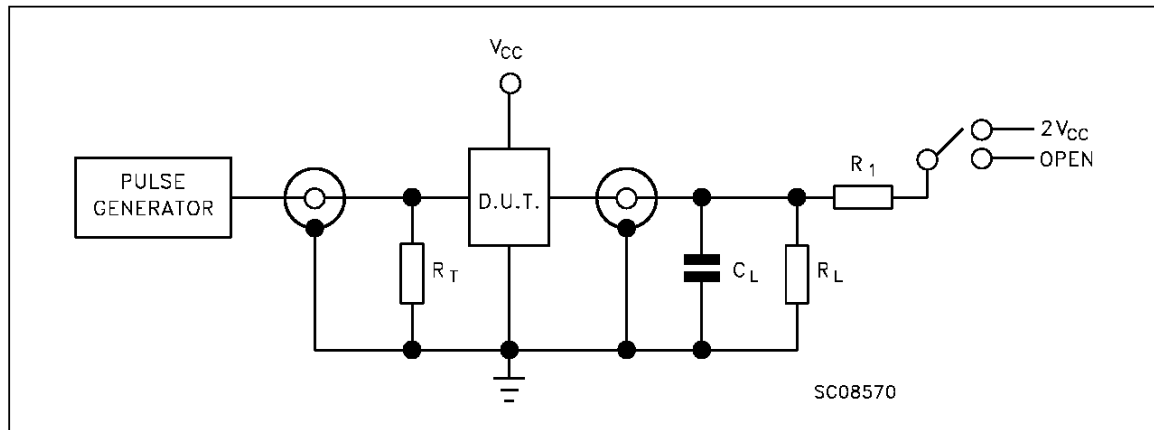 VCC
2VCC
OPEN
PULSE
GENERATOR
D.U.T.
R1
RT
CL
RL
SC08570